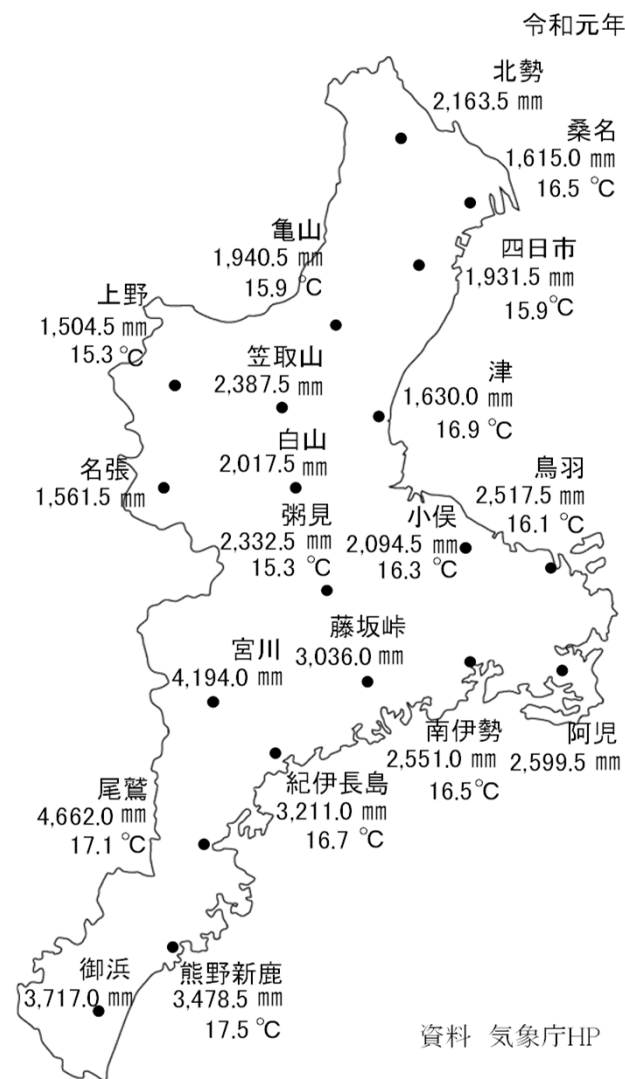 令和元年
北勢
2,163.5 ㎜
桑名
1,615.0 ㎜
16.5 ℃
亀山
1,940.5 ㎜
15.9 ℃
四日市
1,931.5 ㎜
15.9℃
上野
1,504.5 ㎜
15.3 ℃
笠取山
2,387.5 ㎜
津
1,630.0 ㎜
16.9 ℃
白山
2,017.5 ㎜
名張
1,561.5 ㎜
鳥羽
2,517.5 ㎜
16.1 ℃
粥見
2,332.5 ㎜
15.3 ℃
小俣
2,094.5 ㎜
16.3 ℃
藤坂峠
3,036.0 ㎜
宮川
4,194.0 ㎜
南伊勢
2,551.0 ㎜
16.5℃
阿児
2,599.5 ㎜
尾鷲
4,662.0 ㎜
17.1 ℃
紀伊長島
3,211.0 ㎜
16.7 ℃
御浜
3,717.0 ㎜
熊野新鹿
3,478.5 ㎜
17.5 ℃
資料 気象庁HP